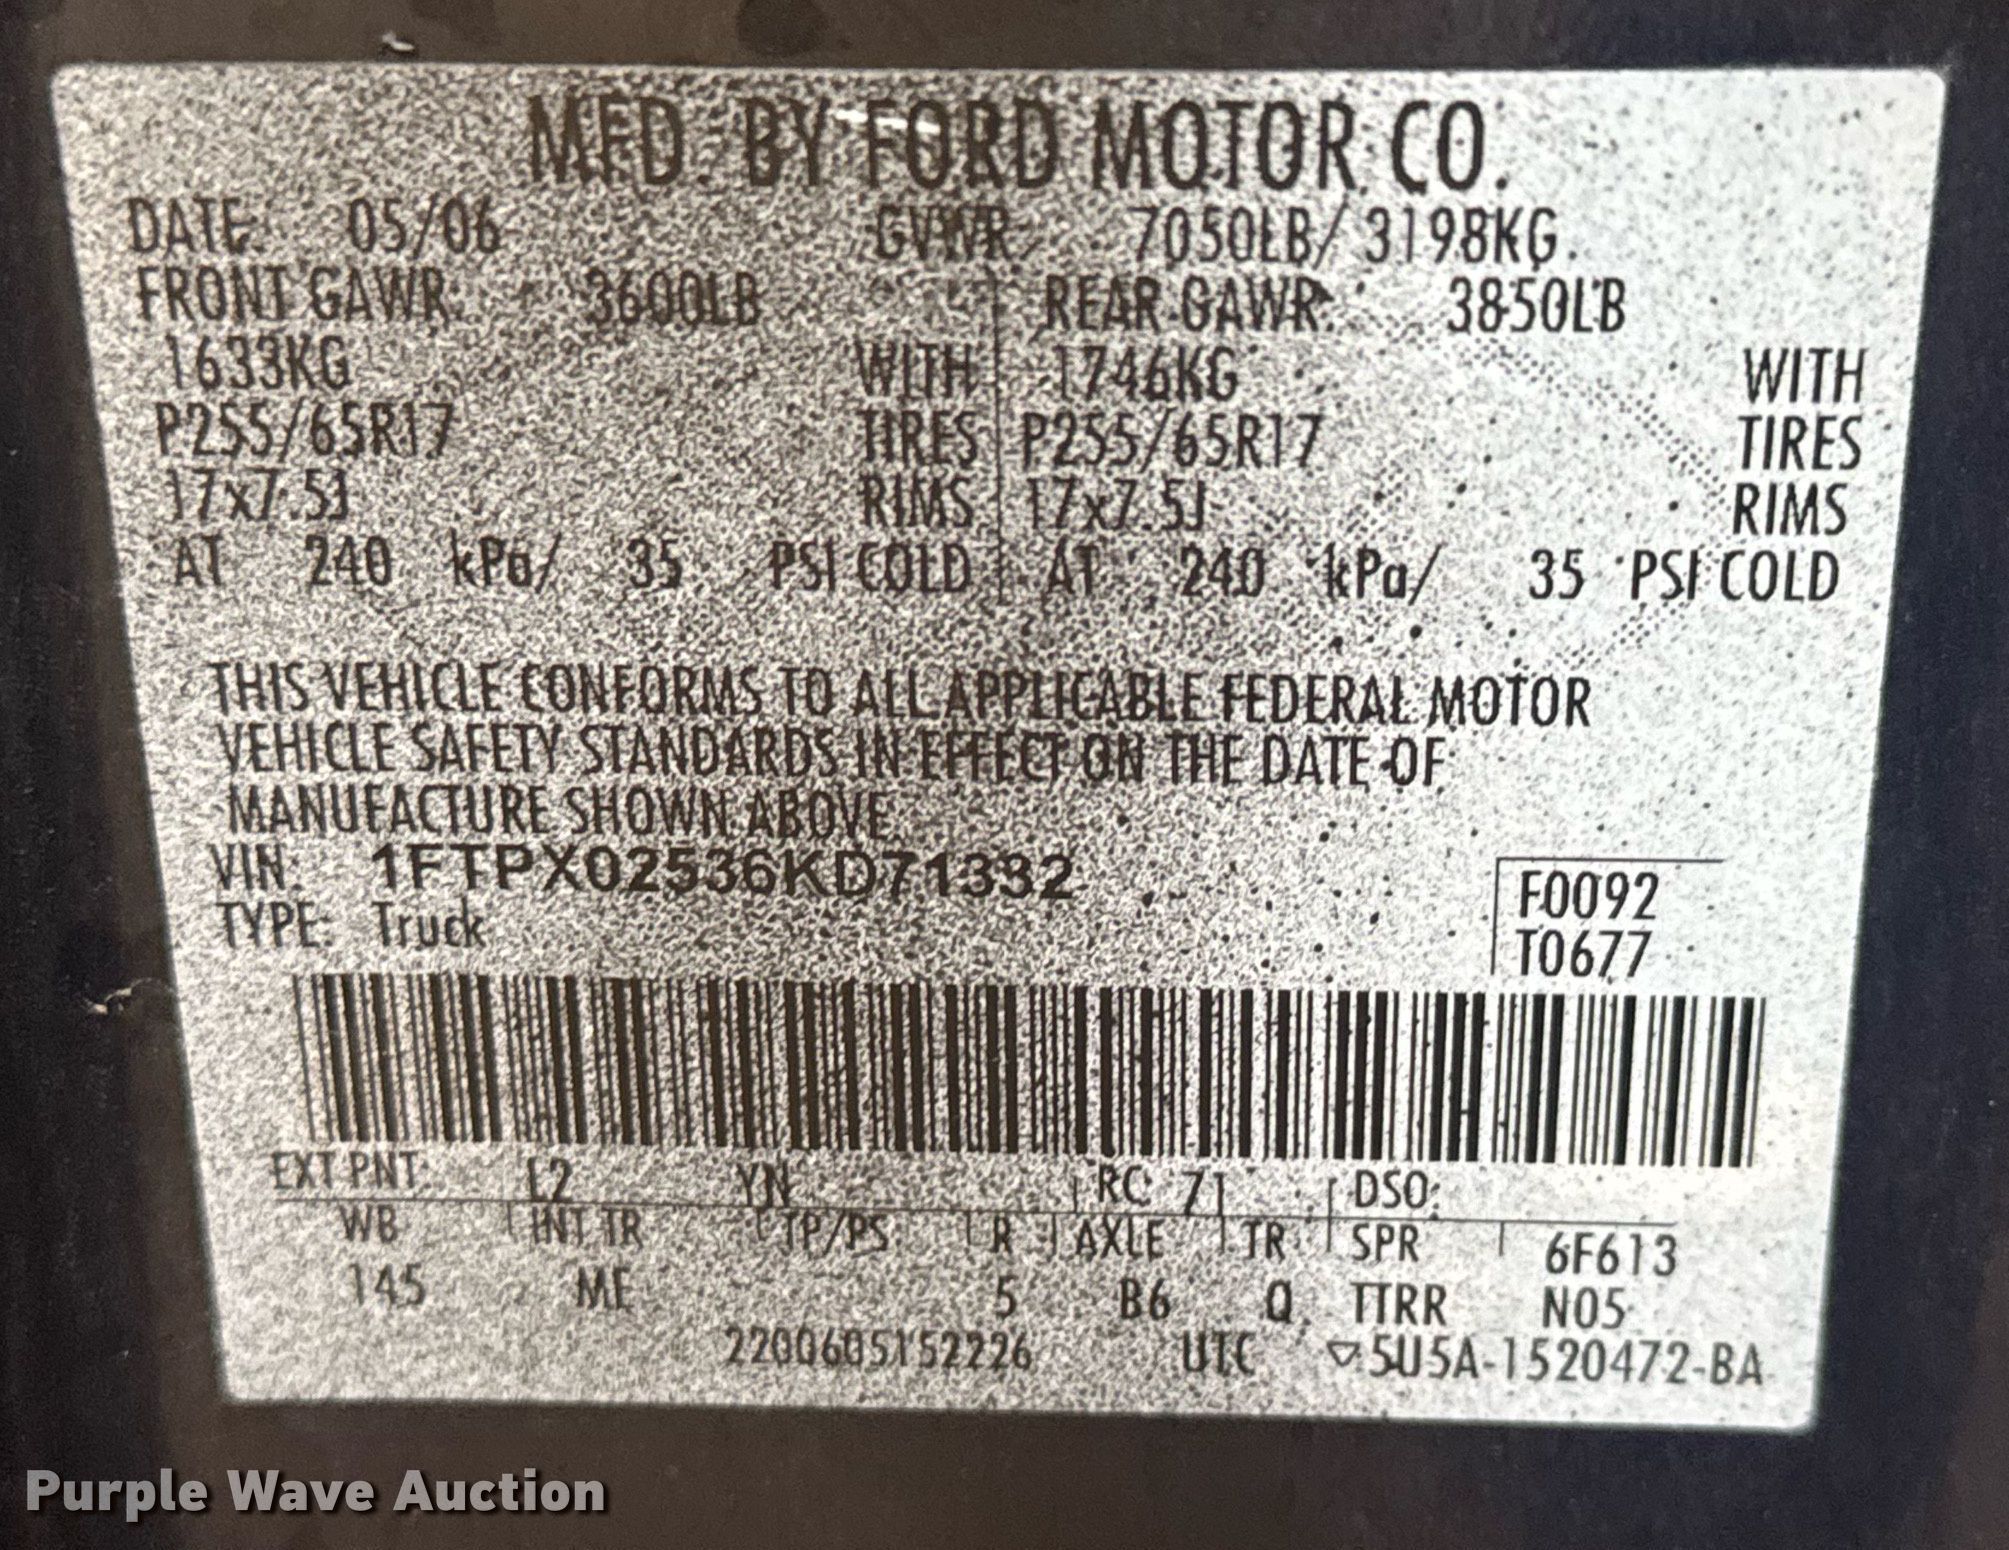 MFD. BY FORD MOTOR CO.
DATE: 05/06 GVWR: 7050LB/ 3198KG
FRONT GAWR: 3600LB REAR GAWR: 3850LB
1633KG WITH 1746KG WITH
P255/65R17 TIRES P255/65R17 TIRES
17x7.5J RIMS 17x7.5J RIMS
AT 240 kPa/ 35 PSI COLD AT 240 kPa/ 35 PSI COLD
THIS VEHICLE CONFORMS TO ALL APPLICABLE FEDERAL MOTOR
VEHICLE SAFETY STANDARDS IN EFFECT ON THE DATE OF
MANUFACTURE SHOWN ABOVE.
VIN: 1FTPX02536KD71332
TYPE: Truck
F0092
T0677
EXT PNT: L2 YN RC 71 DSO:
WB INT TR TP/PS R AXLE TR SPR 6F613
145 ME 5 B6 Q TTRR N05
2200605152226 UTC ▽5U5A-1520472-BA
Purple Wave Auction